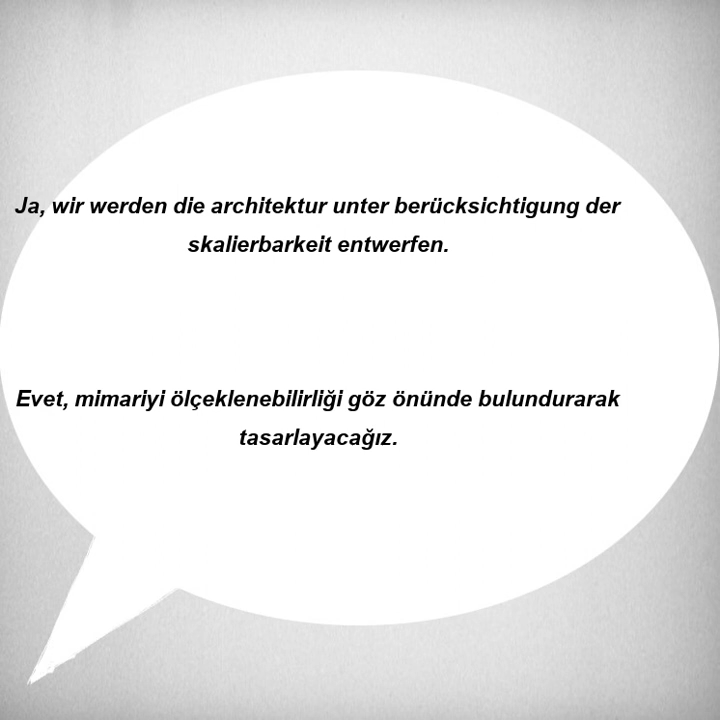 Ja, wir werden die architektur unter berücksichtigung der
skalierbarkeit entwerfen.
Evet, mimariyi ölçeklenebilirliği göz önünde bulundurarak
tasarlayacağız.